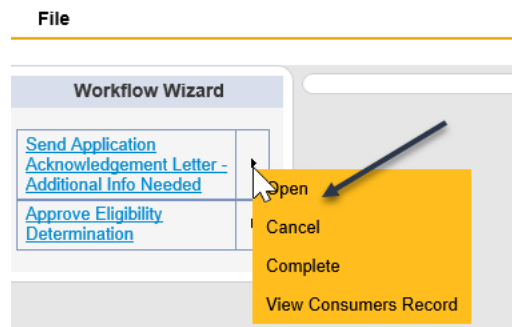 File
Workflow Wizard
Send Application
Acknowledgement Letter -
Additional Info Needed
Open
Approve Eligibility
Determination
Cancel
Complete
View Consumers Record